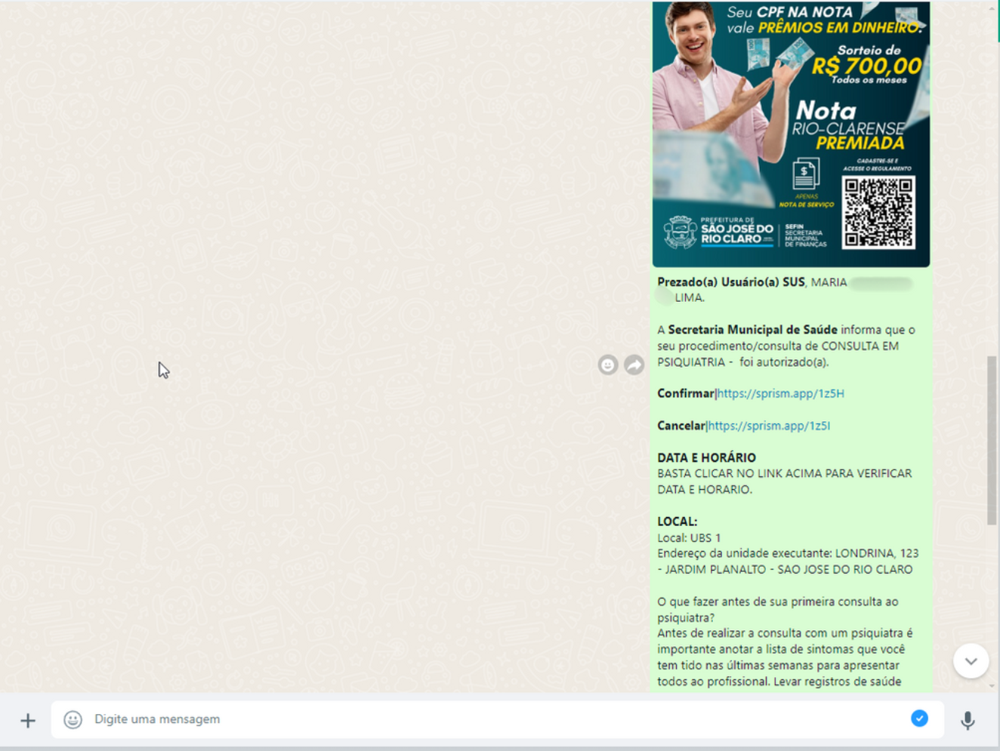 Seu CPF NA NOTA
vale PRÊMIOS EM DINHEIRO.
Sorteio de
R$ 700,00
Todos os meses
Nota
RIO-CLARENSE
PREMIADA
CADASTRE-SE E
ACESSE O REGULAMENTO
APENAS
NOTA DE SERVIÇO
PREFEITURA DE
SÃO JOSÉ DO
RIO CLARO
SEFIN
SECRETARIA
MUNICIPAL
DE FINANÇAS
Prezado(a) Usuário(a) SUS, MARIA
LIMA.
A Secretaria Municipal de Saúde informa que o
seu procedimento/consulta de CONSULTA EM
PSIQUIATRIA - foi autorizado(a).
Confirmar|https://sprism.app/1z5H
Cancelar|https://sprism.app/1z5I
DATA E HORÁRIO
BASTA CLICAR NO LINK ACIMA PARA VERIFICAR
DATA E HORARIO.
LOCAL:
Local: UBS 1
Endereço da unidade executante: LONDRINA, 123
- JARDIM PLANALTO - SAO JOSE DO RIO CLARO
O que fazer antes de sua primeira consulta ao
psiquiatra?
Antes de realizar a consulta com um psiquiatra é
importante anotar a lista de sintomas que você
tem tido nas últimas semanas para apresentar
todos ao profissional. Levar registros de saúde
Digite uma mensagem